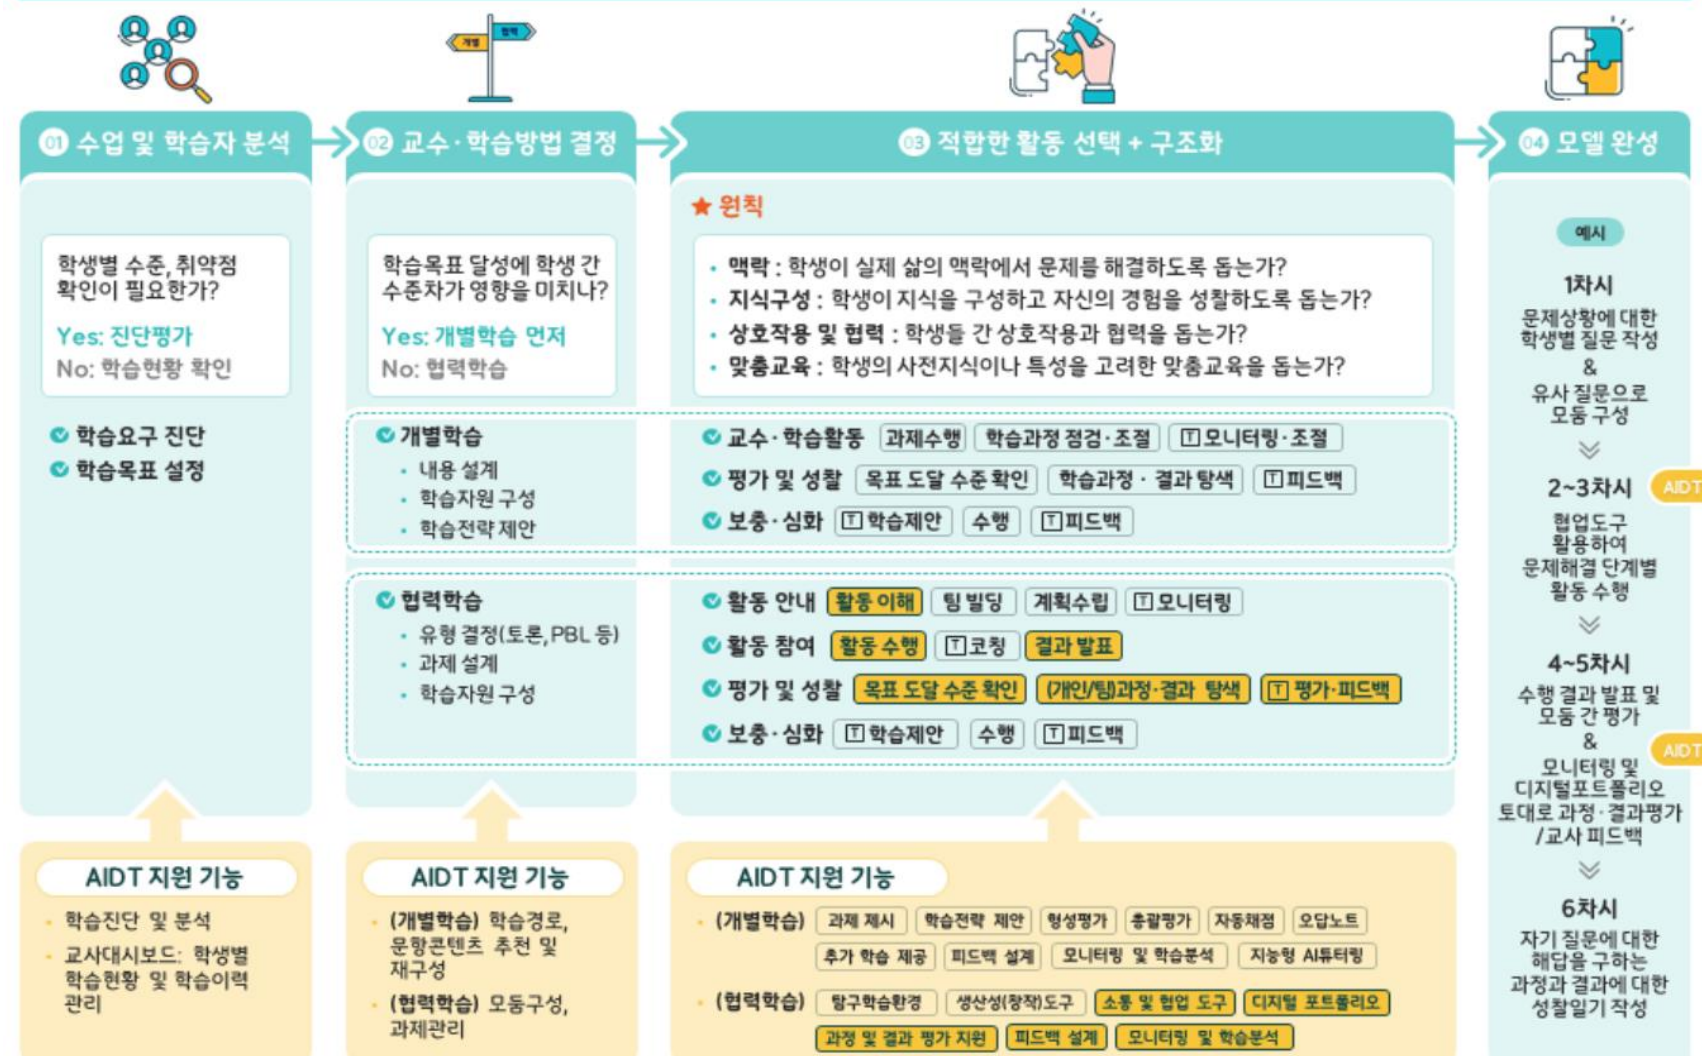 개별
협력
01 수업 및 학습자 분석
학생별 수준, 취약점
확인이 필요한가?
Yes: 진단평가
No: 학습현황 확인
학습요구 진단
학습목표 설정
AIDT 지원 기능
학습진단 및 분석
교사대시보드: 학생별
학습현황 및 학습이력
관리
02 교수·학습방법 결정
학습목표 달성에 학생 간
수준차가 영향을 미치나?
Yes: 개별학습 먼저
No: 협력학습
개별학습
내용 설계
학습자원 구성
학습전략 제안
협력학습
유형 결정(토론, PBL 등)
과제 설계
학습자원 구성
AIDT 지원 기능
(개별학습) 학습경로,
문항콘텐츠 추천 및
재구성
(협력학습) 모둠구성,
과제관리
03 적합한 활동 선택 + 구조화
★ 원칙
맥락 : 학생이 실제 삶의 맥락에서 문제를 해결하도록 돕는가?
지식구성 : 학생이 지식을 구성하고 자신의 경험을 성찰하도록 돕는가?
상호작용 및 협력 : 학생들 간 상호작용과 협력을 돕는가?
맞춤교육 : 학생의 사전지식이나 특성을 고려한 맞춤교육을 돕는가?
교수·학습활동 과제수행 학습과정 점검·조절 T 모니터링·조절
평가 및 성찰 목표 도달 수준 확인 학습과정·결과 탐색 T 피드백
보충·심화 T 학습제안 수행 T 피드백
활동 안내 활동 이해 팀 빌딩 계획수립 T 모니터링
활동 참여 활동 수행 T 코칭 결과 발표
평가 및 성찰 목표 도달 수준 확인 (개인/팀)과정·결과 탐색 T 평가·피드백
보충·심화 T 학습제안 수행 T 피드백
AIDT 지원 기능
(개별학습) 과제 제시 학습전략 제안 형성평가 총괄평가 자동채점 오답노트
추가 학습 제공 피드백 설계 모니터링 및 학습분석 지능형 AI튜터링
(협력학습) 탐구학습환경 생산성(창작)도구 소통 및 협업 도구 디지털 포트폴리오
과정 및 결과 평가 지원 피드백 설계 모니터링 및 학습분석
04 모델 완성
예시
1차시
문제상황에 대한
학생별 질문 작성
&
유사 질문으로
모둠 구성
2~3차시 AIDT
협업도구
활용하여
문제해결 단계별
활동 수행
4~5차시
수행 결과 발표 및
모둠 간 평가
&
AIDT
모니터링 및
디지털포트폴리오
토대로 과정·결과평가
/교사 피드백
6차시
자기 질문에 대한
해답을 구하는
과정과 결과에 대한
성찰일기 작성